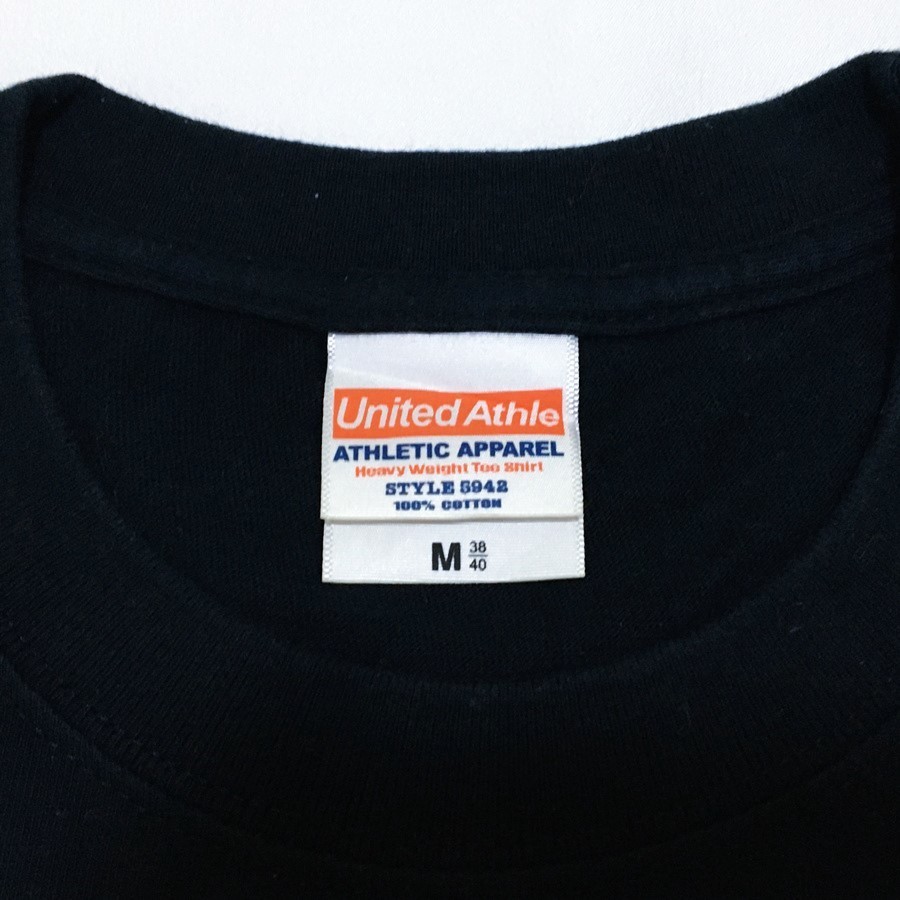 United Athle
ATHLETIC APPAREL
Heavy Weight Tee Shirt
STYLE 5942
100% COTTON
M 38/40